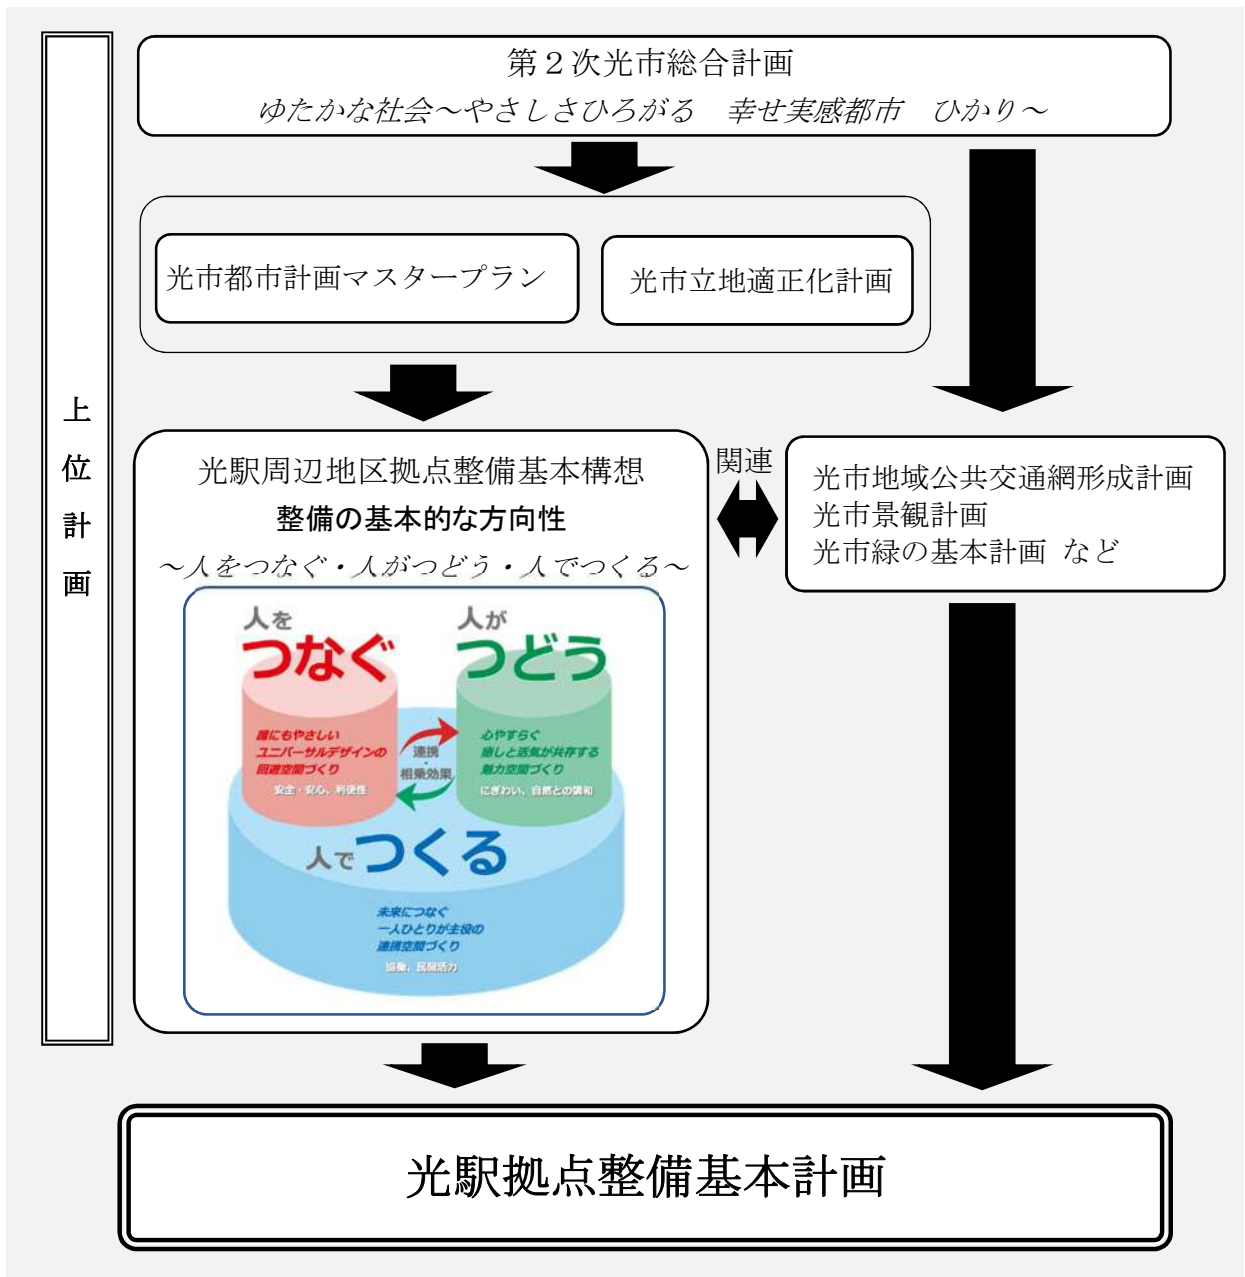 上位計画
第２次光市総合計画
ゆたかな社会～やさしさひろがる　幸せ実感都市　ひかり～
光市都市計画マスタープラン
光市立地適正化計画
光駅周辺地区拠点整備基本構想
整備の基本的な方向性
～人をつなぐ・人がつどう・人でつくる～
関連
光市地域公共交通網形成計画
光市景観計画
光市緑の基本計画 など
人を
つなぐ
誰にもやさしい
ユニバーサルデザインの
回遊空間づくり
安全・安心、利便性
人が
つどう
心やすらぐ
癒しと活気が共存する
魅力空間づくり
にぎわい、自然との調和
連携
・
相乗効果
人でつくる
未来につなぐ
一人ひとりが主役の
連携空間づくり
協働、民間活力
光駅拠点整備基本計画